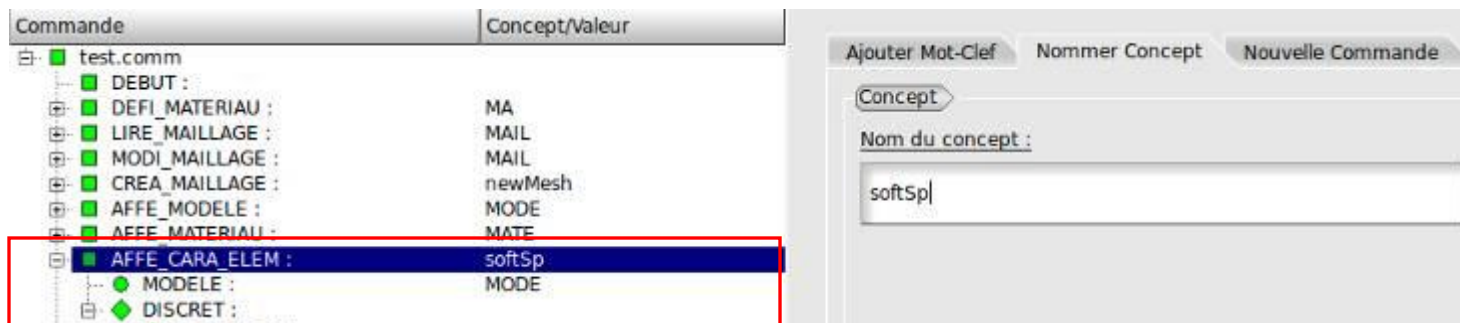 Commande Concept/Valeur
test.comm
DEBUT :
DEFI_MATERIAU : MA
LIRE_MAILLAGE : MAIL
MODI_MAILLAGE : MAIL
CREA_MAILLAGE : newMesh
AFFE_MODELE : MODE
AFFE_MATERIAU : MATE
AFFE_CARA_ELEM : softSp
MODELE : MODE
DISCRET :
Ajouter Mot-Clef Nommer Concept Nouvelle Commande
Concept
Nom du concept :
softSp